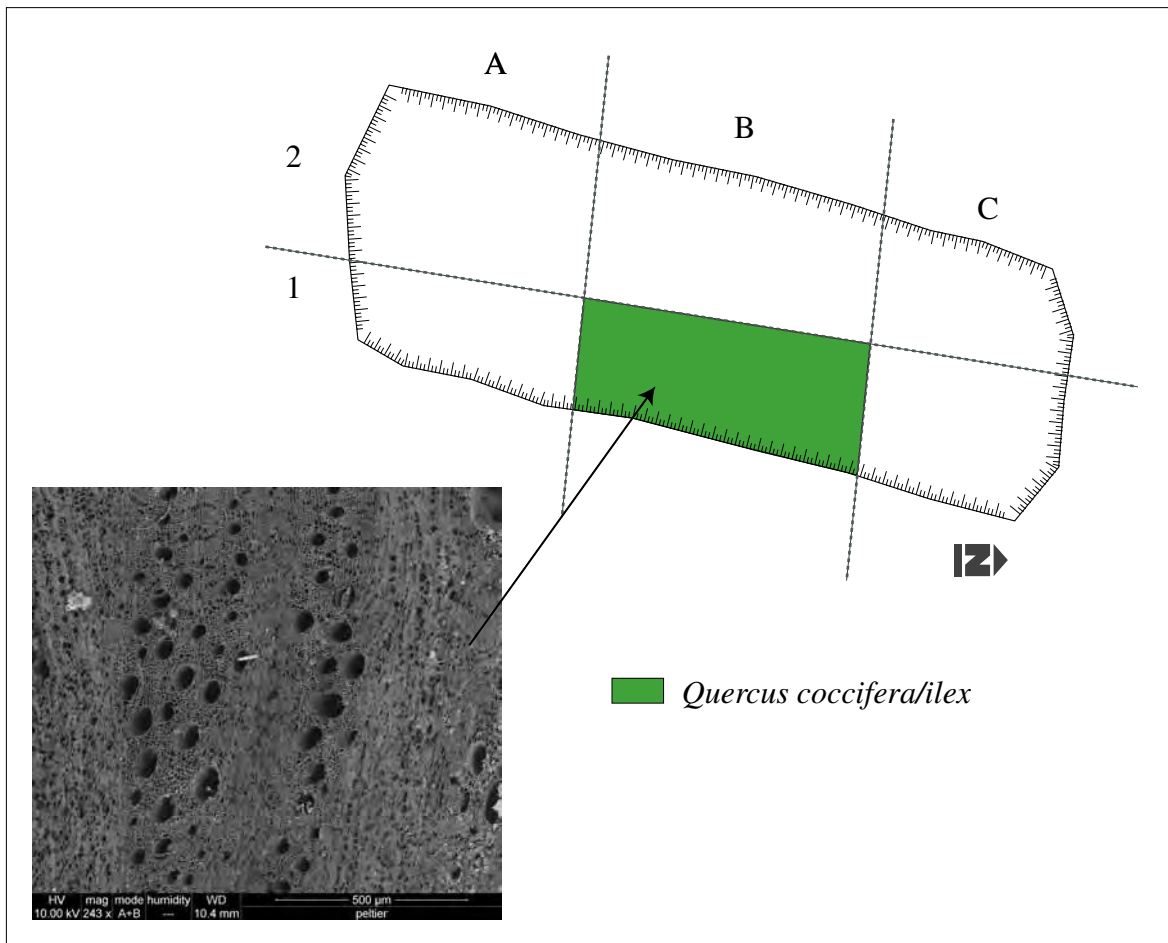 A
B
2
C
1
N
Quercus coccifera/ilex
HV mag mode humidity WD 500 µm
10.00 kV 243 x A+B --- 10.4 mm peltier